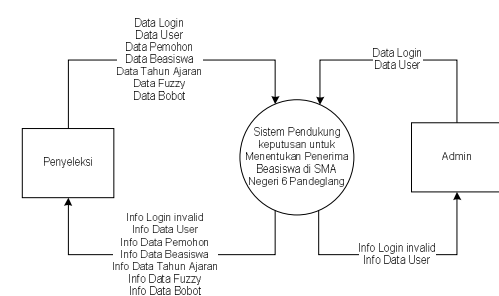 Data Login
Data User
Data Pemohon
Data Beasiswa
Data Tahun Ajaran
Data Fuzzy
Data Bobot
Data Login
Data User
Penyeleksi
Sistem Pendukung
keputusan untuk
Menentukan Penerima
Beasiswa di SMA
Negeri 6 Pandeglang
Admin
Info Login invalid
Info Data User
Info Data Pemohon
Info Data Beasiswa
Info Data Tahun Ajaran
Info Data Fuzzy
Info Data Bobot
Info Login invalid
Info Data User